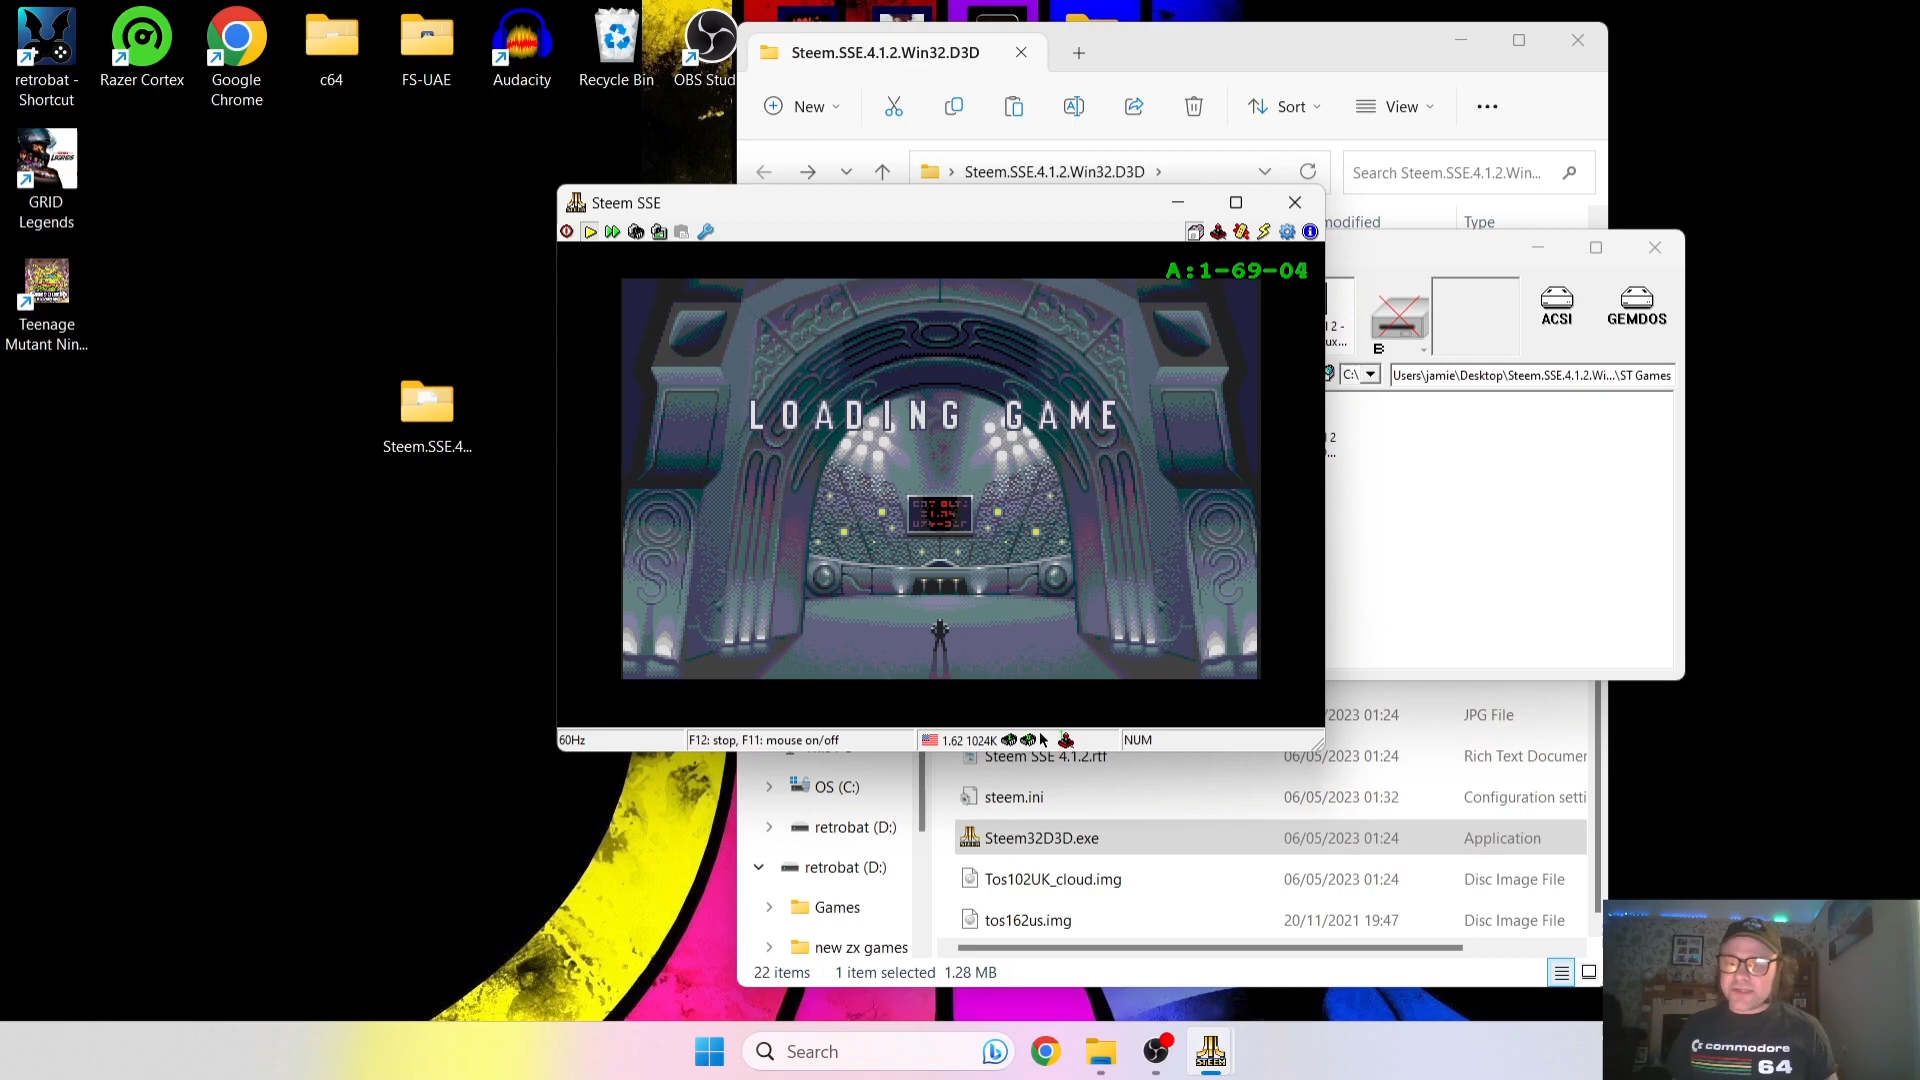 retrobat -
Shortcut
Razer Cortex
Google
Chrome
c64
FS-UAE
Audacity
Recycle Bin
OBS Stud
GRID
Legends
Teenage
Mutant Nin...
Steem.SSE.4...
Steem.SSE.4.1.2.Win32.D3D
New
Sort
View
Steem.SSE.4.1.2.Win32.D3D
Search Steem.SSE.4.1.2.Win...
modified
Type
Steem SSE
A:1-69-04
LOADING GAME
60Hz
F12: stop, F11: mouse on/off
1.62 1024K
NUM
2 -
ux...
B
ACSI
GEMDOS
C:\
Users\jamie\Desktop\Steem.SSE.4.1.2.Wi...\ST Games
2
...
/2023 01:24
JPG File
Steem SSE 4.1.2.rtf
06/05/2023 01:24
Rich Text Documen
OS (C:)
steem.ini
06/05/2023 01:32
Configuration setti
retrobat (D:)
Steem32D3D.exe
06/05/2023 01:24
Application
retrobat (D:)
Tos102UK_cloud.img
06/05/2023 01:24
Disc Image File
Games
tos162us.img
20/11/2021 19:47
Disc Image File
new zx games
22 items
1 item selected
1.28 MB
Search
commodore
64